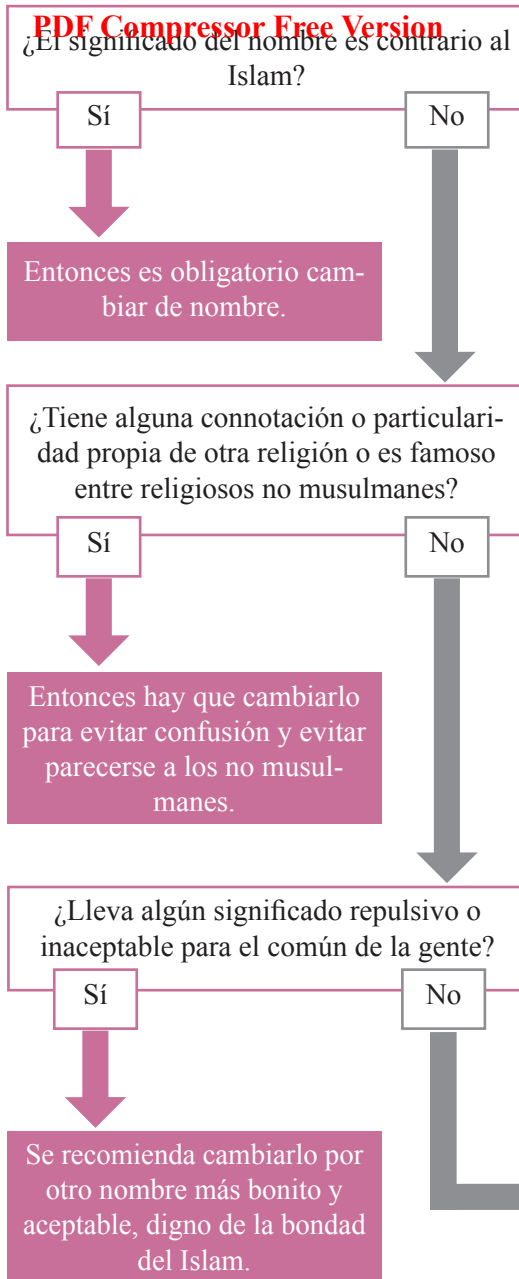 PDF Compressor Free Version
¿El significado del nombre es contrario al
Islam?
Sí
No
Entonces es obligatorio cam-
biar de nombre.
¿Tiene alguna connotación o particulari-
dad propia de otra religión o es famoso
entre religiosos no musulmanes?
Sí
No
Entonces hay que cambiarlo
para evitar confusión y evitar
parecerse a los no musul-
manes.
¿Lleva algún significado repulsivo o
inaceptable para el común de la gente?
Sí
No
Se recomienda cambiarlo por
otro nombre más bonito y
aceptable, digno de la bondad
del Islam.